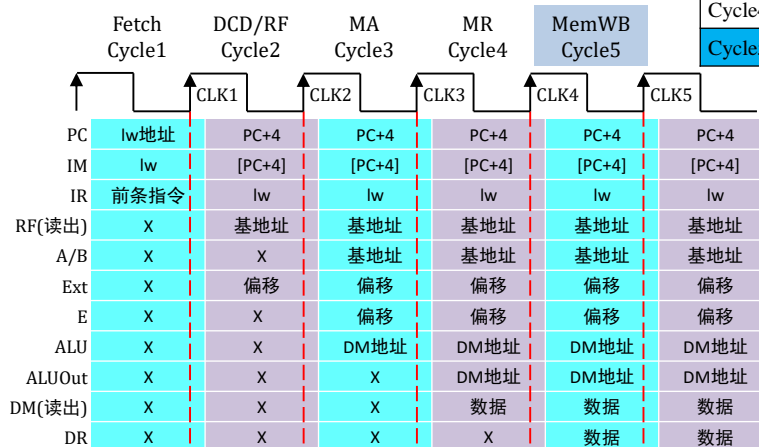 Cycle4
Cycle
Fetch DCD/RF MA MR MemWB
Cycle1 Cycle2 Cycle3 Cycle4 Cycle5
CLK1 CLK2 CLK3 CLK4 CLK5
PC lw地址 PC+4 PC+4 PC+4 PC+4 PC+4
IM lw [PC+4] [PC+4] [PC+4] [PC+4] [PC+4]
IR 前条指令 lw lw lw lw lw
RF(读出) X 基地址 基地址 基地址 基地址 基地址
A/B X X 基地址 基地址 基地址 基地址
Ext X 偏移 偏移 偏移 偏移 偏移
E X X 偏移 偏移 偏移 偏移
ALU X X DM地址 DM地址 DM地址 DM地址
ALUOut X X X DM地址 DM地址 DM地址
DM(读出) X X X 数据 数据 数据
DR X X X X 数据 数据